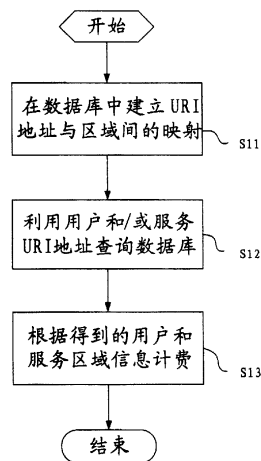 开始
在数据库中建立URI
地址与区域间的映射
S11
利用用户和/或服务
URI地址查询数据库
S12
根据得到的用户和
服务区域信息计费
S13
结束